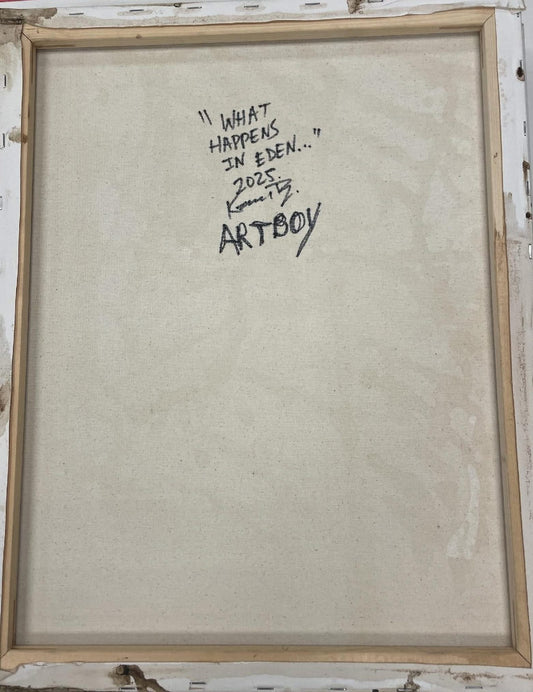 "WHAT
HAPPENS
IN EDEN..."
2025.
ARTBOY